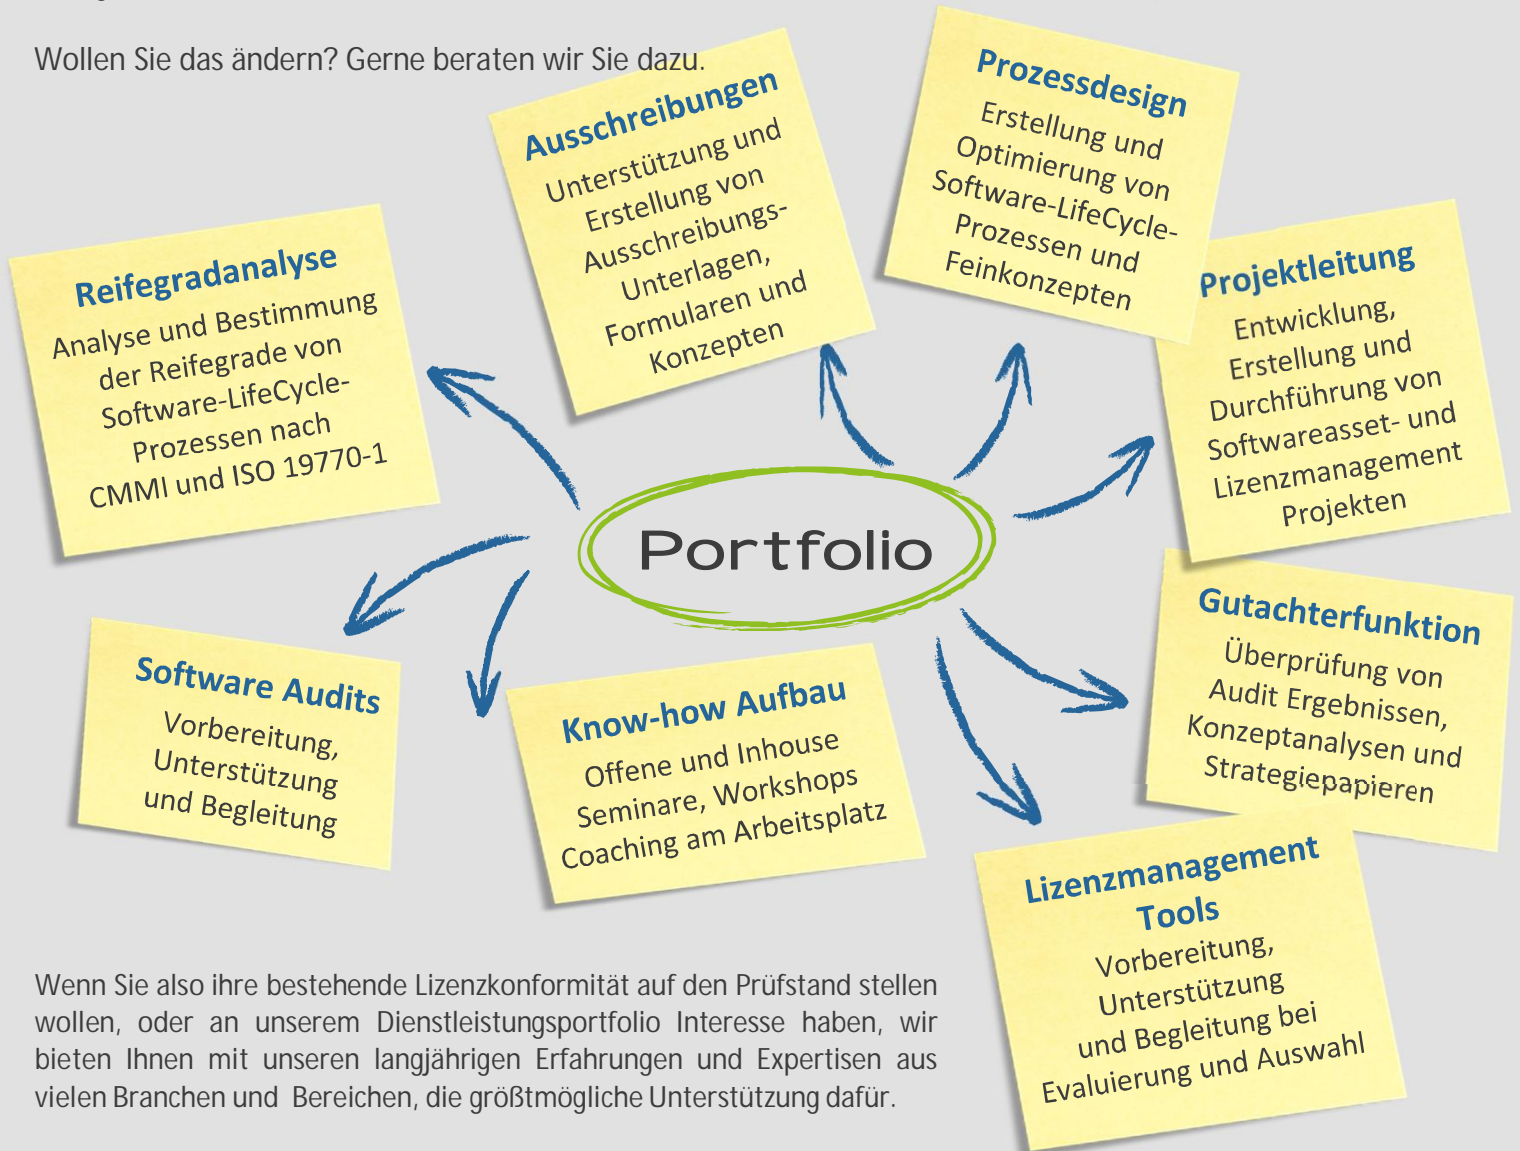 Wollen Sie das ändern? Gerne beraten wir Sie dazu.
Ausschreibungen
Unterstützung und
Erstellung von
Ausschreibungs-
Unterlagen,
Formularen und
Konzepten
Prozessdesign
Erstellung und
Optimierung von
Software-LifeCycle-
Prozessen und
Feinkonzepten
Reifegradanalyse
Analyse und Bestimmung
der Reifegrade von
Software-LifeCycle-
Prozessen nach
CMMI und ISO 19770-1
Projektleitung
Entwicklung,
Erstellung und
Durchführung von
Softwareasset- und
Lizenzmanagement
Projekten
Portfolio
Software Audits
Vorbereitung,
Unterstützung
und Begleitung
Know-how Aufbau
Offene und Inhouse
Seminare, Workshops
Coaching am Arbeitsplatz
Gutachterfunktion
Überprüfung von
Audit Ergebnissen,
Konzeptanalysen und
Strategiepapieren
Lizenzmanagement
Tools
Vorbereitung,
Unterstützung
und Begleitung bei
Evaluierung und Auswahl
Wenn Sie also ihre bestehende Lizenzkonformität auf den Prüfstand stellen
wollen, oder an unserem Dienstleistungsportfolio Interesse haben, wir
bieten Ihnen mit unseren langjährigen Erfahrungen und Expertisen aus
vielen Branchen und Bereichen, die größtmögliche Unterstützung dafür.